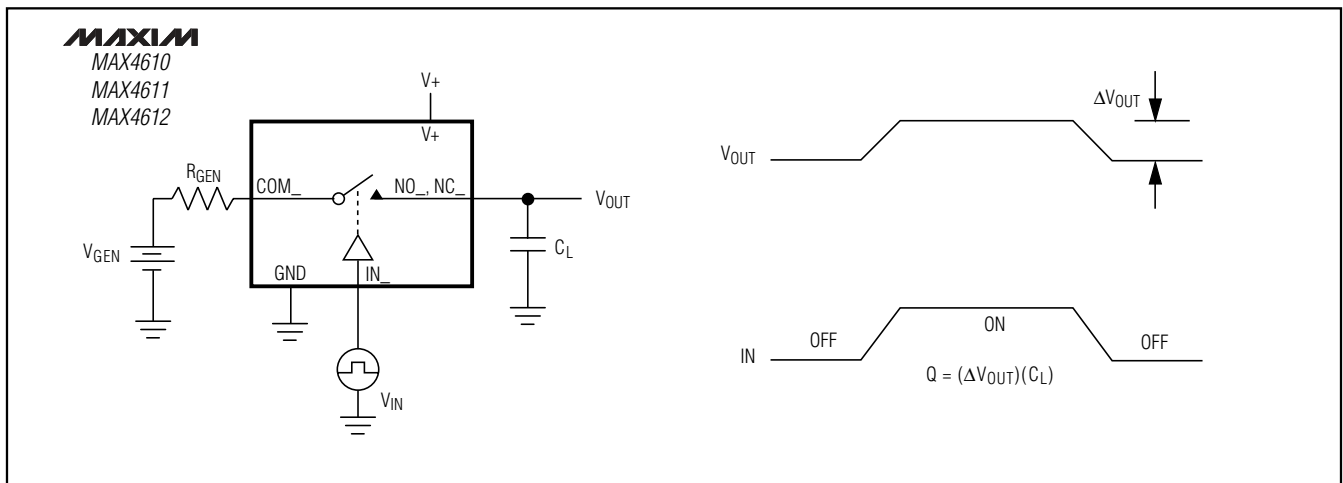 MAXIM
MAX4610
MAX4611
MAX4612
V+
V+
RGEN
COM_
NO_, NC_
VOUT
VGEN
CL
GND
IN_
VIN
ΔVOUT
VOUT
IN
OFF
ON
OFF
Q = (ΔVOUT)(CL)